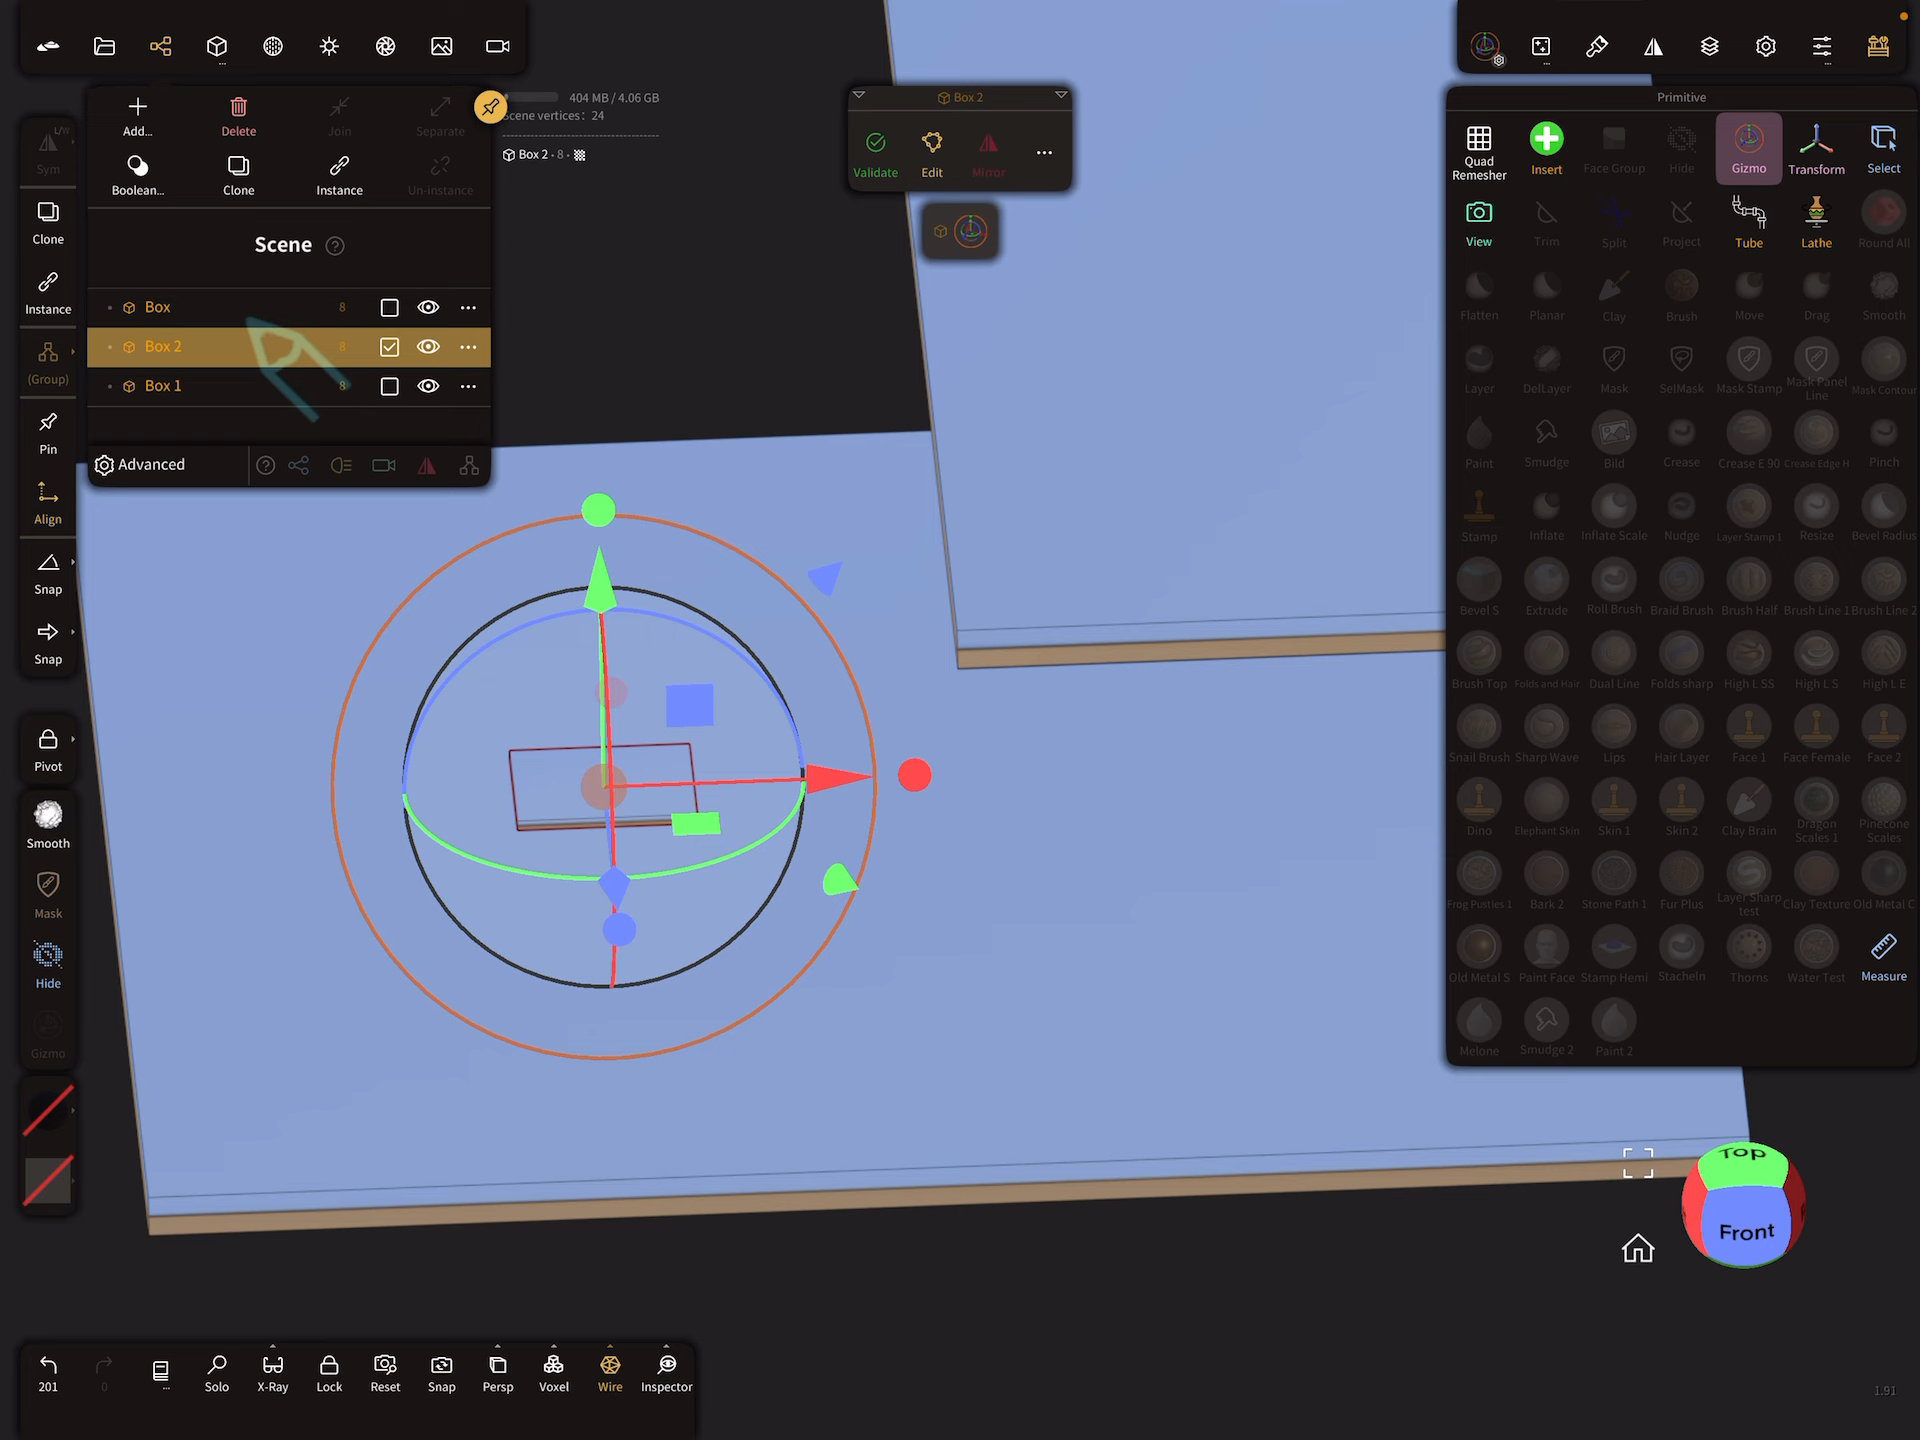 404 MB / 4.06 GB
Scene vertices: 24
Box 2 · 8 ·
Add...
Delete
Join
Separate
Boolean...
Clone
Instance
Un-instance
Scene
Box 8
Box 2 8
Box 1 8
Advanced
L/W
Sym
Clone
Instance
(Group)
Pin
Align
Snap
Snap
Pivot
Smooth
Mask
Hide
Gizmo
Box 2
Validate
Edit
Mirror
Primitive
Quad Remesher
Insert
Face Group
Hide
Gizmo
Transform
Select
View
Trim
Split
Project
Tube
Lathe
Round All
Flatten
Planar
Clay
Brush
Move
Drag
Smooth
Layer
DelLayer
Mask
SelMask
Mask Stamp
Mask Panel Line
Mask Contour
Paint
Smudge
Bild
Crease
Crease E 90
Crease Edge H
Pinch
Stamp
Inflate
Inflate Scale
Nudge
Layer Stamp 1
Resize
Bevel Radius
Bevel S
Extrude
Roll Brush
Braid Brush
Brush Half
Brush Line 1
Brush Line 2
Brush Top
Folds and Hair
Dual Line
Folds sharp
High L SS
High L S
High L E
Snail Brush
Sharp Wave
Lips
Hair Layer
Face 1
Face Female
Face 2
Dino
Elephant Skin
Skin 1
Skin 2
Clay Brain
Dragon Scales 1
Pinecone Scales
Frog Pustles 1
Bark 2
Stone Path 1
Fur Plus
Layer Sharp test
Clay Texture
Old Metal C
Old Metal S
Paint Face
Stamp Hemi
Stacheln
Thorns
Water Test
Measure
Melone
Smudge 2
Paint 2
Top
Front
201
0
Solo
X-Ray
Lock
Reset
Snap
Persp
Voxel
Wire
Inspector
1.91